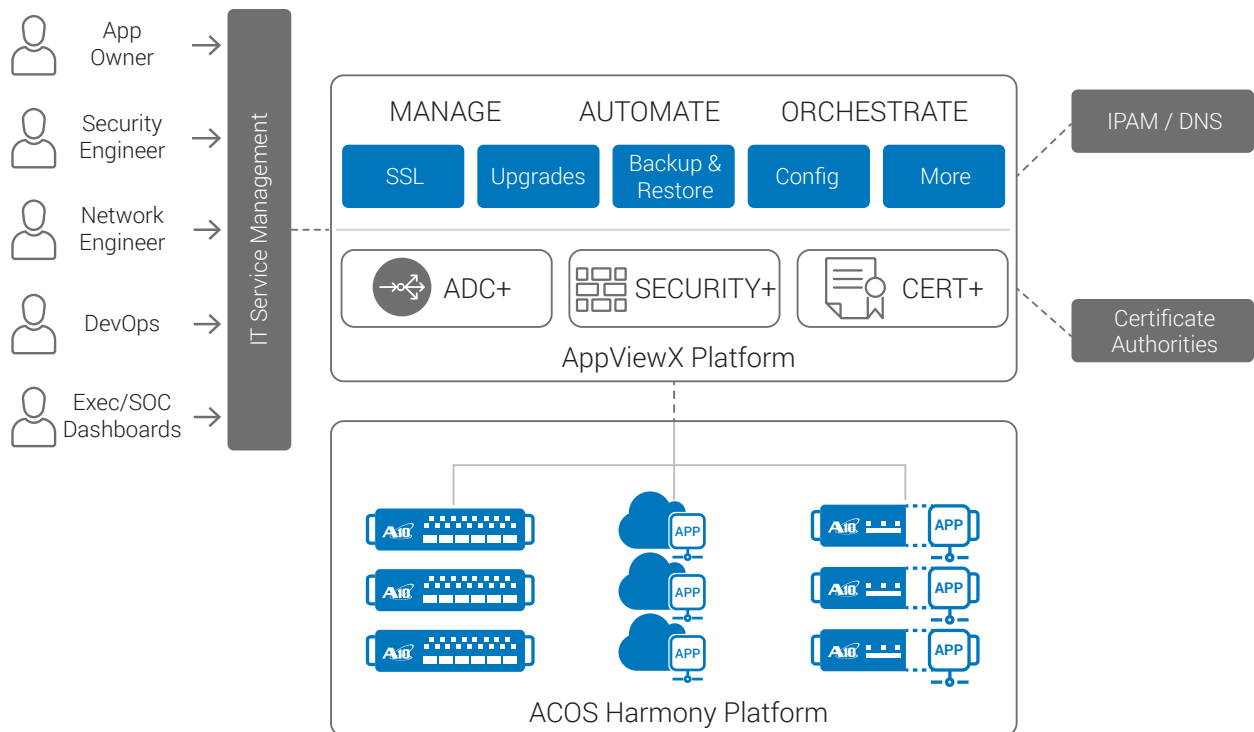 App
Owner
Security
Engineer
Network
Engineer
DevOps
Exec/SOC
Dashboards
IT Service Management
MANAGE
AUTOMATE
ORCHESTRATE
SSL
Upgrades
Backup &
Restore
Config
More
ADC+
SECURITY+
CERT+
AppViewX Platform
IPAM / DNS
Certificate
Authorities
A10
APP
A10
APP
A10
APP
A10
APP
A10
APP
A10
APP
ACOS Harmony Platform